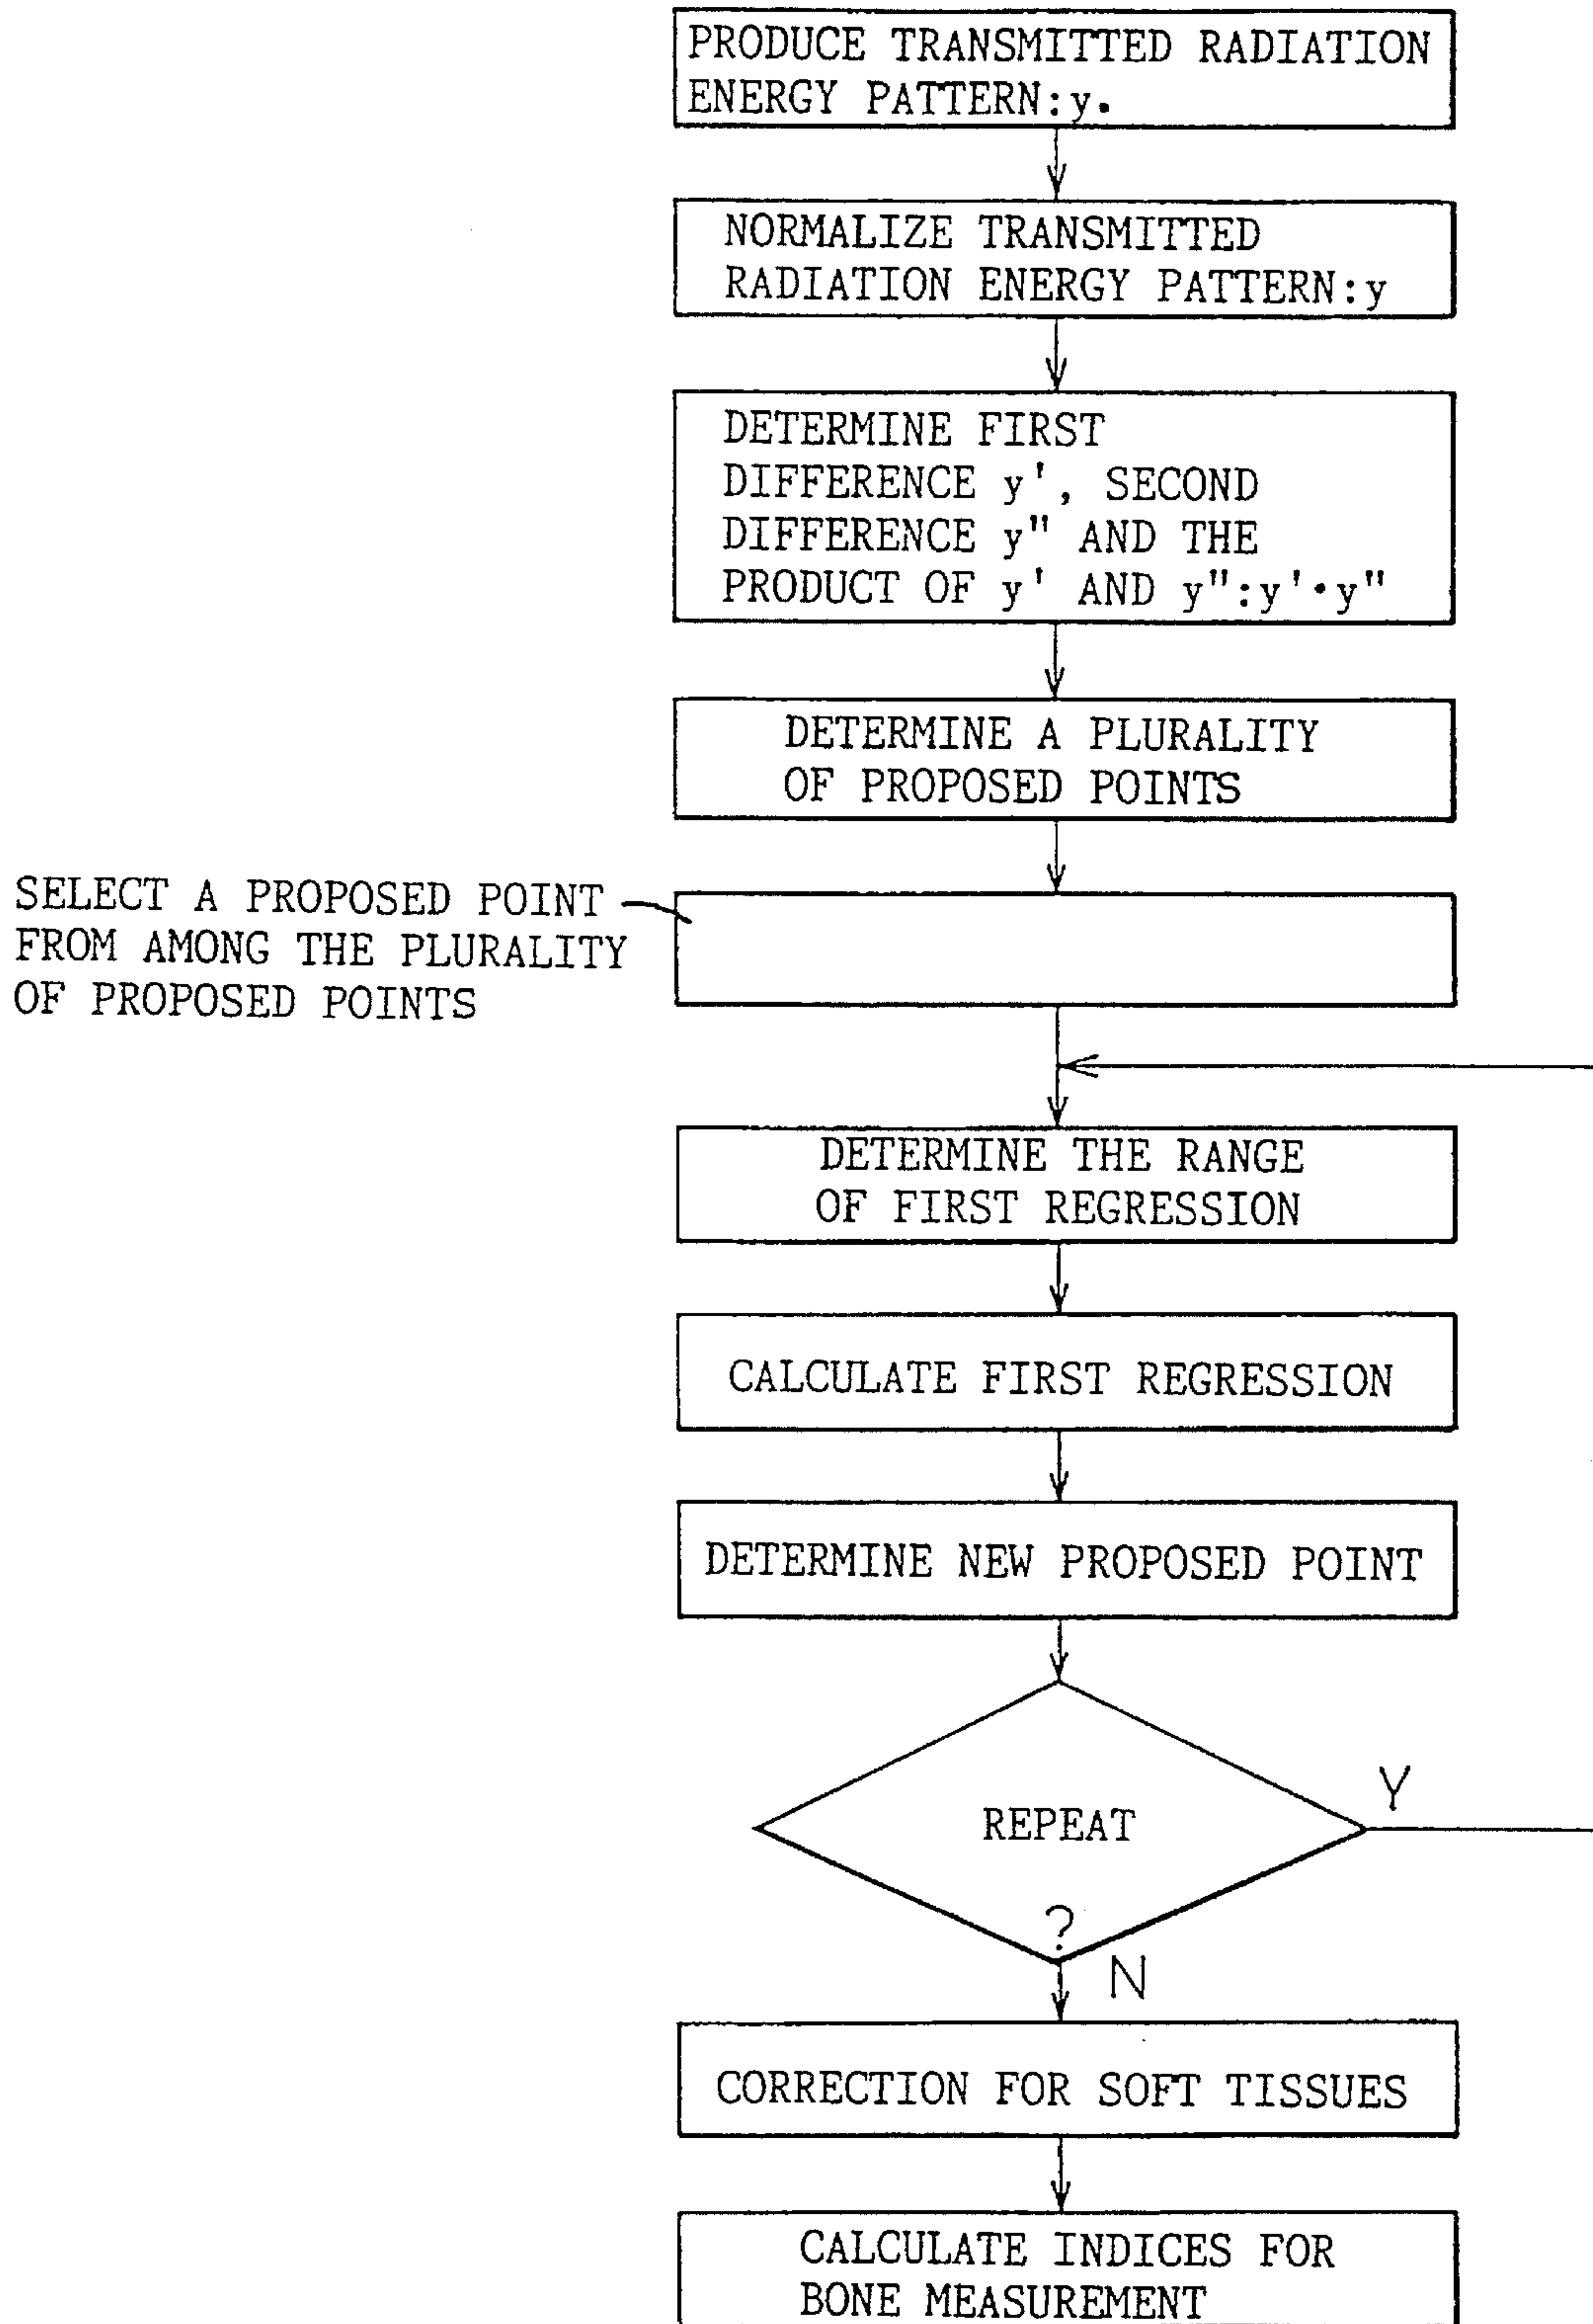 PRODUCE TRANSMITTED RADIATION
ENERGY PATTERN:y.
NORMALIZE TRANSMITTED
RADIATION ENERGY PATTERN:y
DETERMINE FIRST
DIFFERENCE y', SECOND
DIFFERENCE y" AND THE
PRODUCT OF y' AND y":y'·y"
DETERMINE A PLURALITY
OF PROPOSED POINTS
SELECT A PROPOSED POINT
FROM AMONG THE PLURALITY
OF PROPOSED POINTS
DETERMINE THE RANGE
OF FIRST REGRESSION
CALCULATE FIRST REGRESSION
DETERMINE NEW PROPOSED POINT
Y
REPEAT
?
N
CORRECTION FOR SOFT TISSUES
CALCULATE INDICES FOR
BONE MEASUREMENT